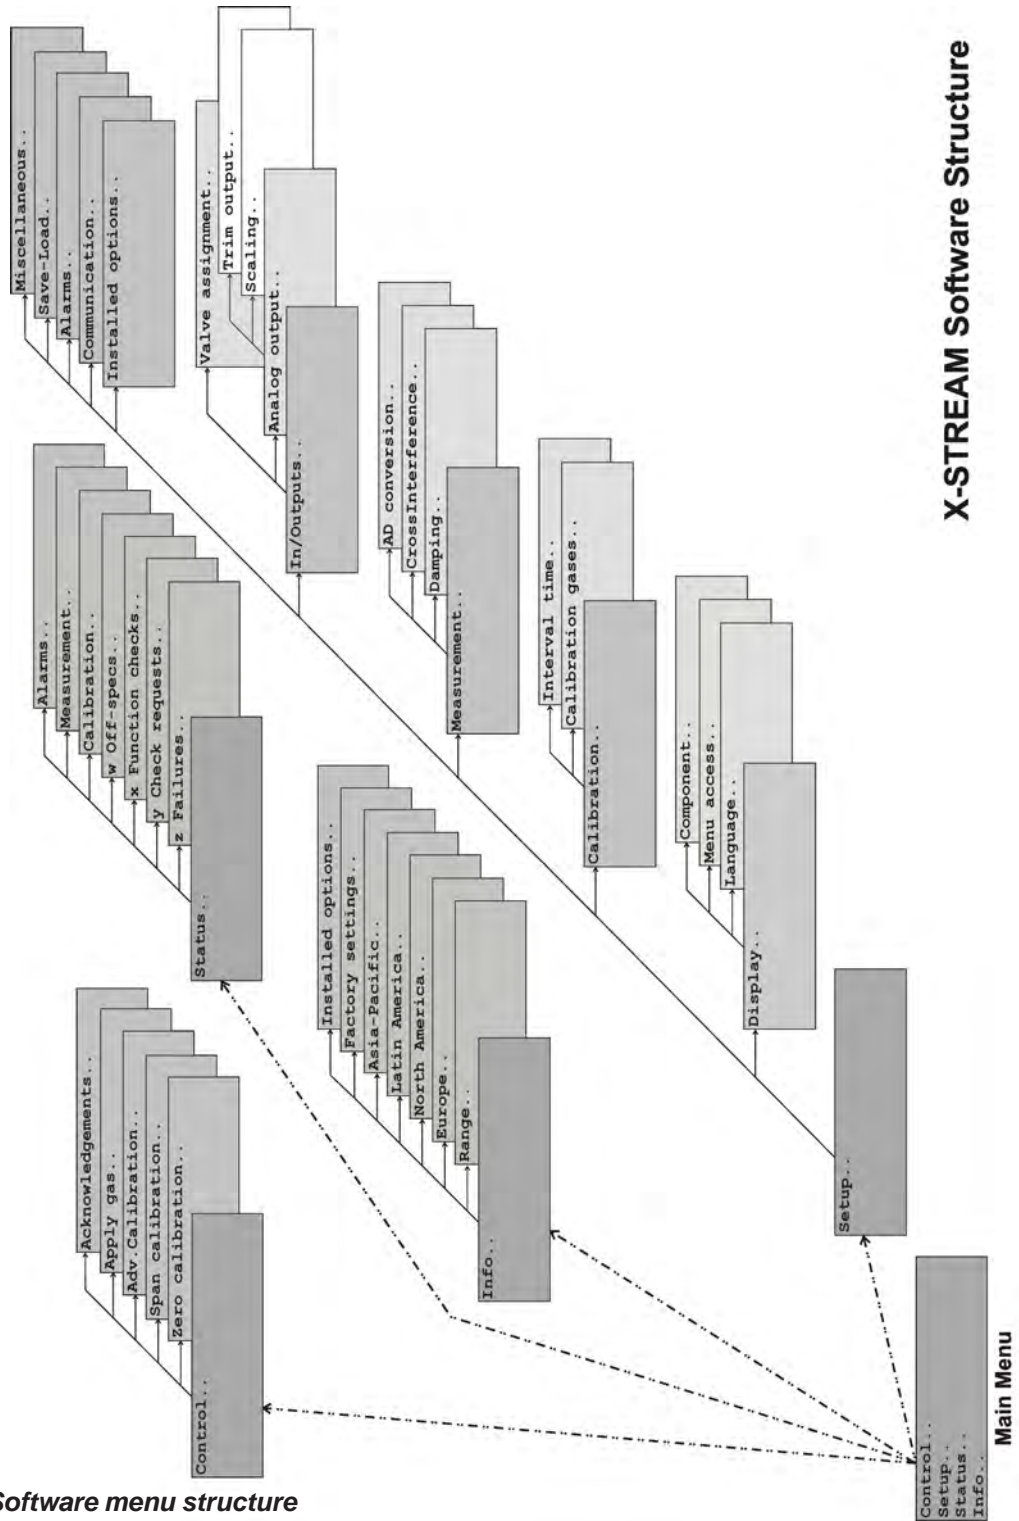 X-STREAM Software Structure
Acknowledgements..
Apply gas..
Adv.Calibration..
Span calibration..
Zero calibration..
Control..
Alarms..
Measurement..
Calibration..
w Off-specs..
x Function checks..
y Check requests..
z Failures..
Status..
Installed options..
Factory settings..
Asia-Pacific..
Latin America..
North America..
Europe..
Range..
Info..
Miscellaneous..
Save-Load..
Alarms..
Communication..
Installed options..
Valve assignment..
Trim output..
Scaling..
Analog output..
In/Outputs..
AD conversion..
CrossInterference..
Damping..
Measurement..
Interval time..
Calibration gases..
Calibration..
Component..
Menu access..
Language..
Display..
Setup..
Control..
Setup..
Status..
Info..
Main Menu
Software menu structure